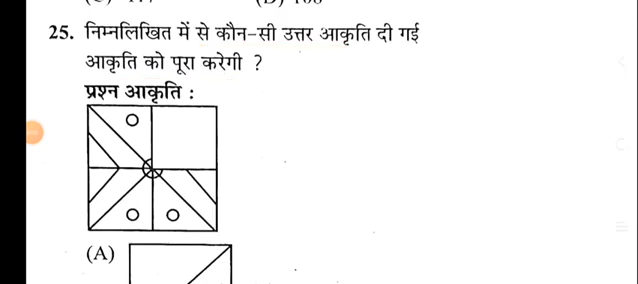 25. निम्नलिखित में से कौन-सी उत्तर आकृति दी गई
आकृति को पूरा करेगी ?
प्रश्न आकृति :
(A)